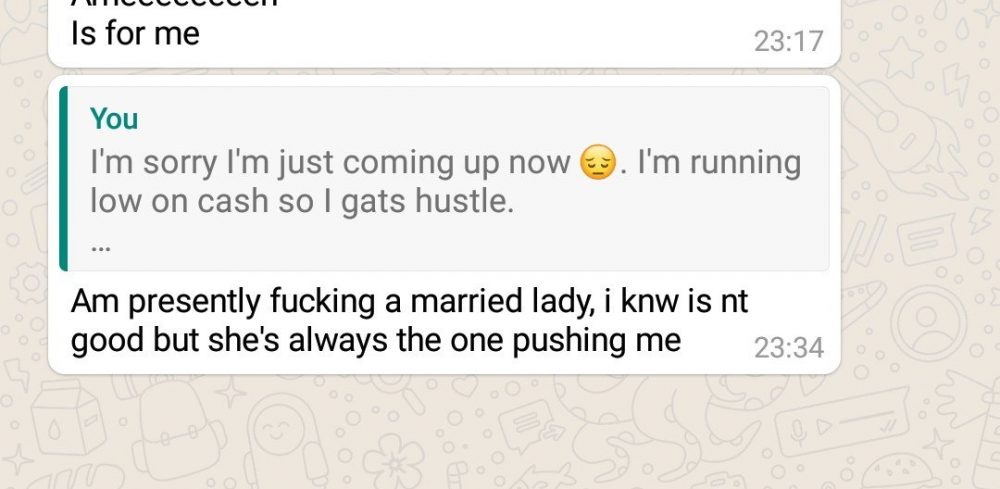 Is for me
23:17
You
I'm sorry I'm just coming up now 😔. I'm running
low on cash so I gats hustle.
...
Am presently fucking a married lady, i knw is nt
good but she's always the one pushing me
23:34